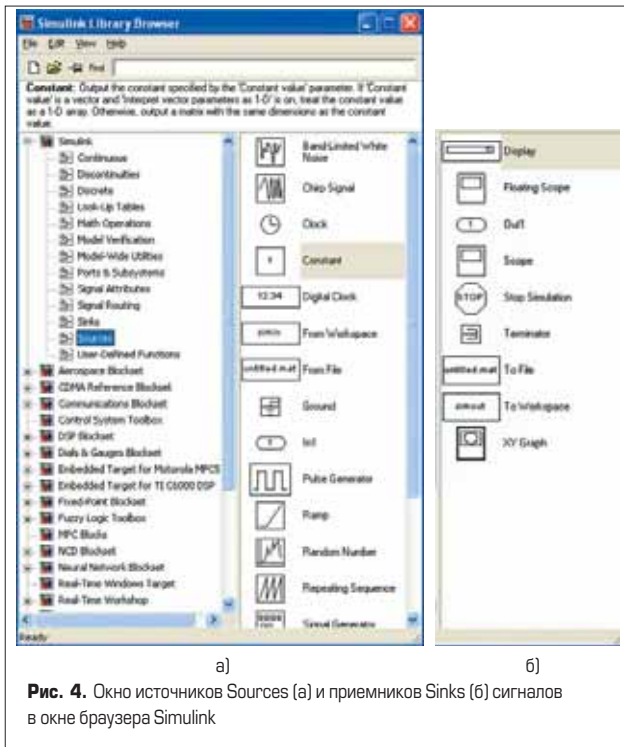 Simulink Library Browser
File Edit View Help
Find
Constant: Output the constant specified by the 'Constant value' parameter. If 'Constant
value' is a vector and 'Interpret vector parameters as 1-D' is on, treat the constant value
as a 1-D array. Otherwise, output a matrix with the same dimensions as the constant
value.
Simulink
Continuous
Discontinuities
Discrete
Look-Up Tables
Math Operations
Model Verification
Model-Wide Utilities
Ports & Subsystems
Signal Attributes
Signal Routing
Sinks
Sources
User-Defined Functions
Aerospace Blockset
CDMA Reference Blockset
Communications Blockset
Control System Toolbox
DSP Blockset
Dials & Gauges Blockset
Embedded Target for Motorola MPC5
Embedded Target for TI C6000 DSP
Fixed-Point Blockset
Fuzzy Logic Toolbox
MPC Blocks
NCD Blockset
Neural Network Blockset
Real-Time Windows Target
Real-Time Workshop
Ready
Band-Limited White
Noise
Chirp Signal
Clock
1 Constant
12:34 Digital Clock
simin From Workspace
untitled.mat From File
Ground
1 In1
Pulse Generator
Ramp
Random Number
Repeating Sequence
Signal Generator
Display
Floating Scope
1 Out1
Scope
STOP Stop Simulation
Terminator
untitled.mat To File
simout To Workspace
XY Graph
а) б)
Рис. 4. Окно источников Sources (а) и приемников Sinks (б) сигналов
в окне браузера Simulink